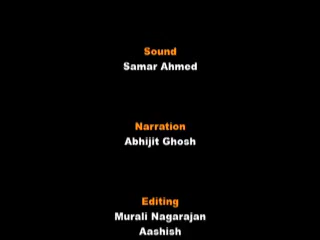 Sound
Samar Ahmed
Narration
Abhijit Ghosh
Editing
Murali Nagarajan
Aashish